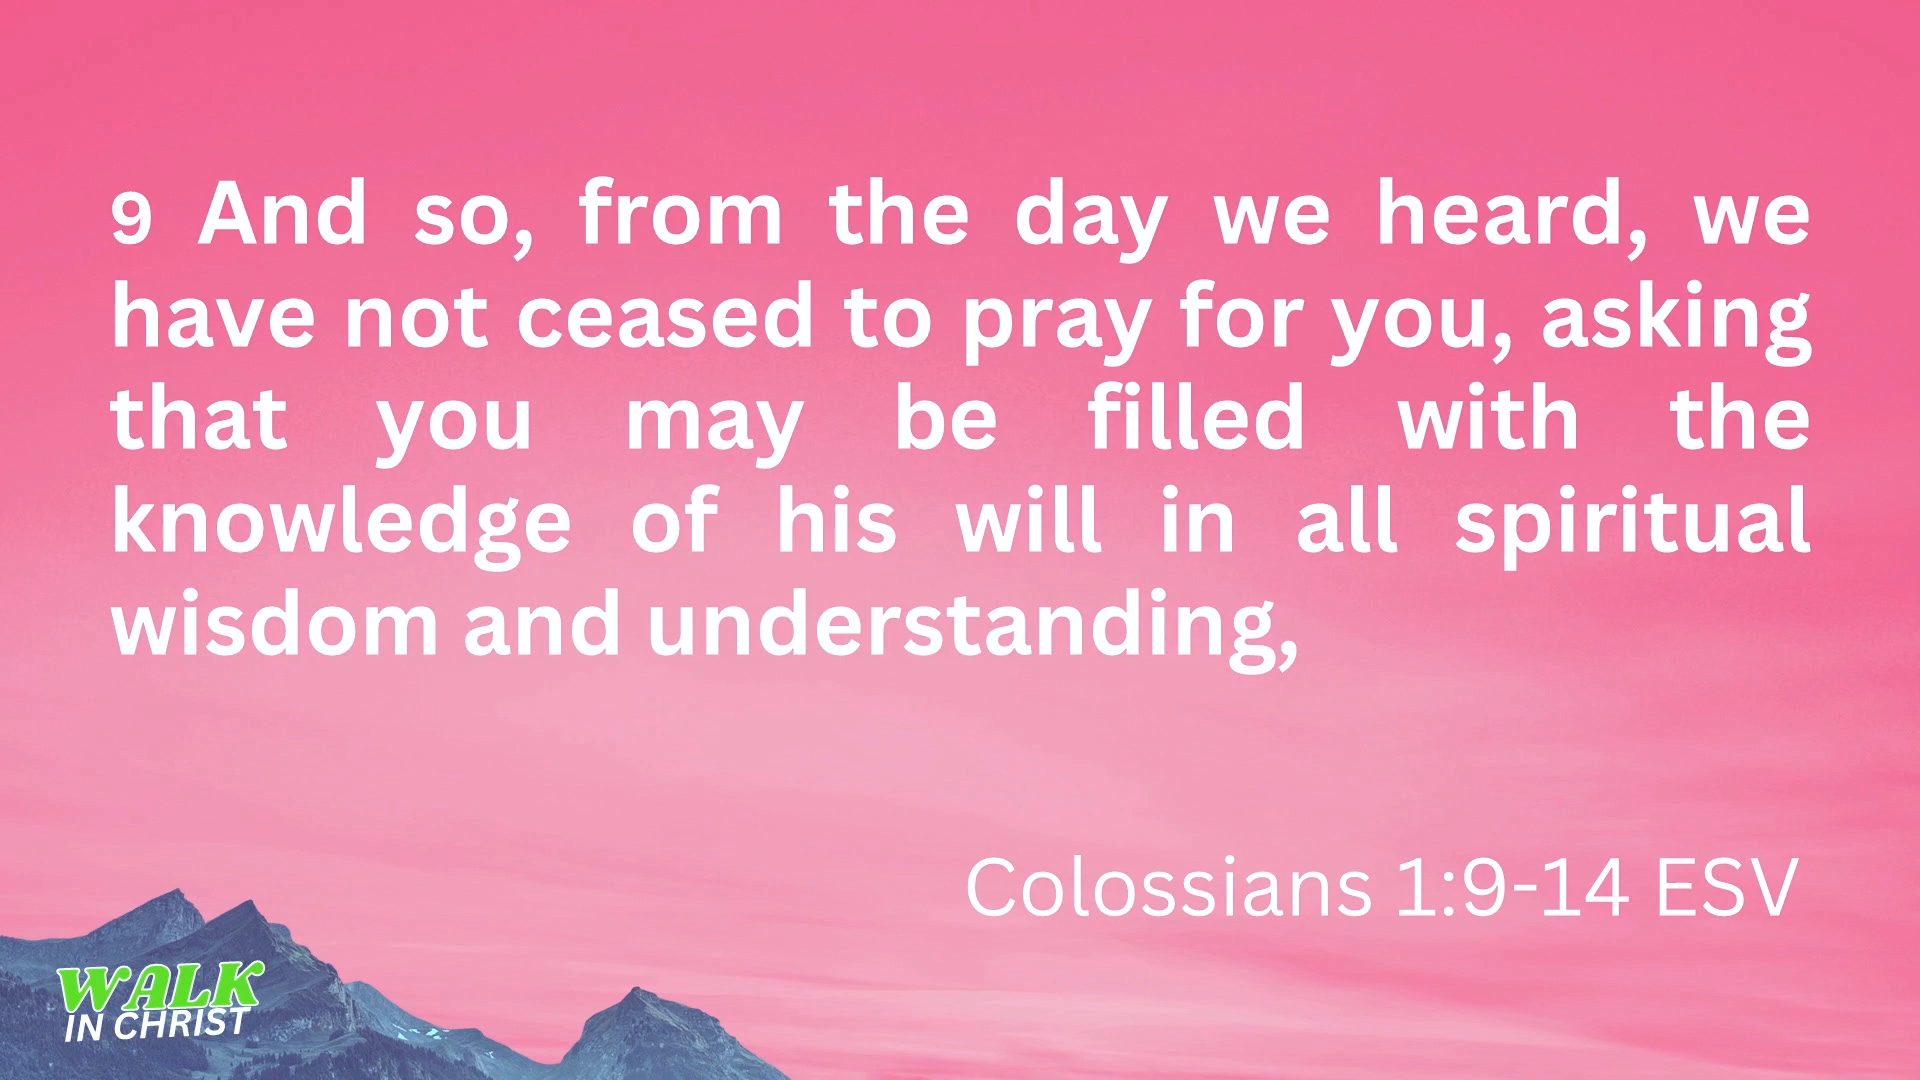 9 And so, from the day we heard, we
have not ceased to pray for you, asking
that you may be filled with the
knowledge of his will in all spiritual
wisdom and understanding,
Colossians 1:9-14 ESV
WALK
IN CHRIST